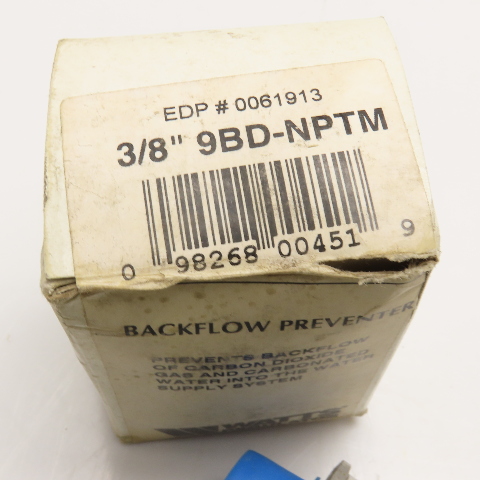 EDP # 0061913
3/8" 9BD-NPTM
0 98268 00451 9
BACKFLOW PREVENTER
PREVENTS BACKFLOW
OF CARBON DIOXIDE
GAS AND CARBONATED
WATER INTO THE WATER
SUPPLY SYSTEM
WATTS